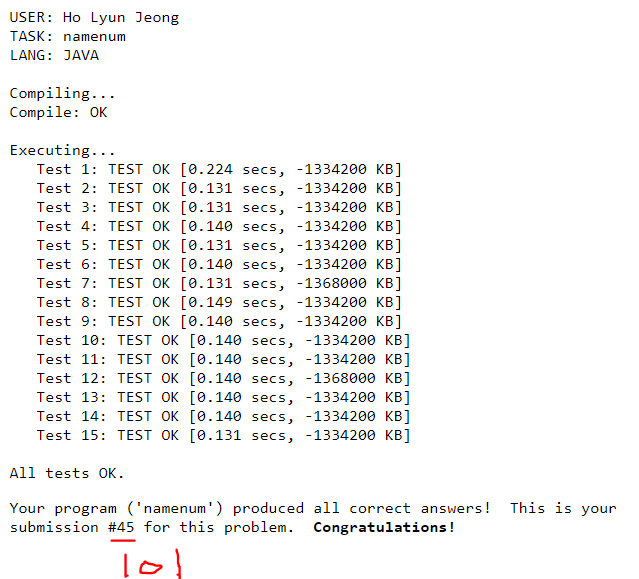 USER: Ho Lyun Jeong
TASK: namenum
LANG: JAVA
Compiling...
Compile: OK
Executing...
Test 1: TEST OK [0.224 secs, -1334200 KB]
Test 2: TEST OK [0.131 secs, -1334200 KB]
Test 3: TEST OK [0.131 secs, -1334200 KB]
Test 4: TEST OK [0.140 secs, -1334200 KB]
Test 5: TEST OK [0.131 secs, -1334200 KB]
Test 6: TEST OK [0.140 secs, -1334200 KB]
Test 7: TEST OK [0.131 secs, -1368000 KB]
Test 8: TEST OK [0.149 secs, -1334200 KB]
Test 9: TEST OK [0.140 secs, -1334200 KB]
Test 10: TEST OK [0.140 secs, -1334200 KB]
Test 11: TEST OK [0.140 secs, -1334200 KB]
Test 12: TEST OK [0.140 secs, -1368000 KB]
Test 13: TEST OK [0.140 secs, -1334200 KB]
Test 14: TEST OK [0.140 secs, -1334200 KB]
Test 15: TEST OK [0.131 secs, -1334200 KB]
All tests OK.
Your program ('namenum') produced all correct answers!  This is your
submission #45 for this problem.  Congratulations!
lol